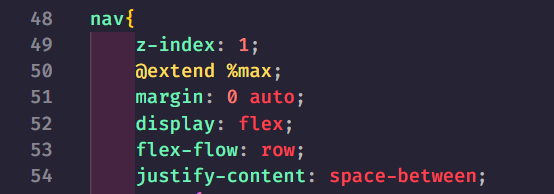 48 nav{
49 z-index: 1;
50 @extend %max;
51 margin: 0 auto;
52 display: flex;
53 flex-flow: row;
54 justify-content: space-between;